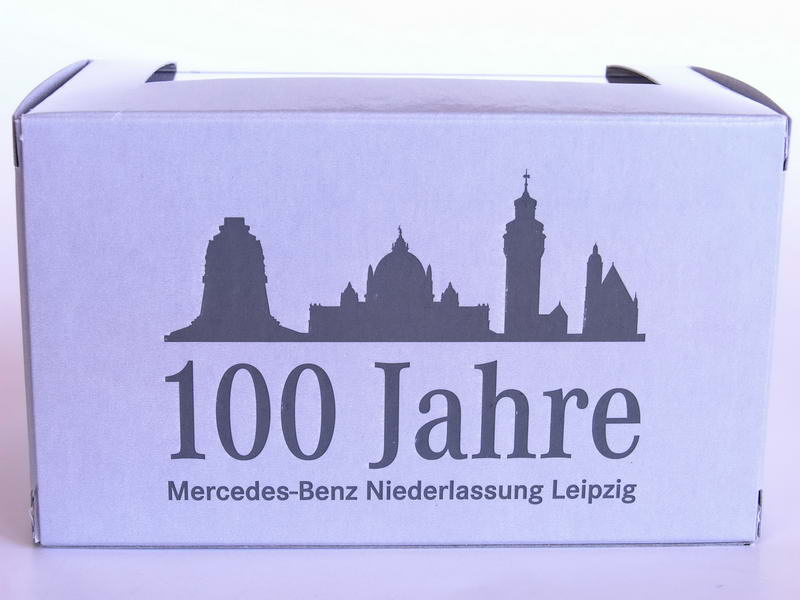 100 Jahre
Mercedes-Benz Niederlassung Leipzig